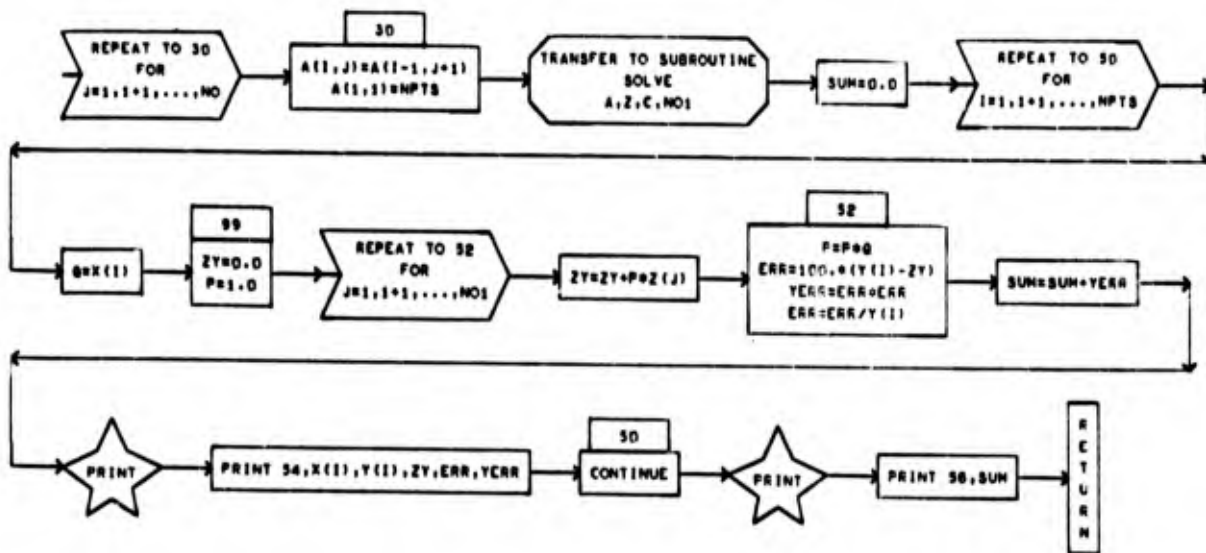 REPEAT TO 30
FOR
J=1,1+1,...,NO
30
A(I,J)=A(I-1,J+1)
A(1,1)=NPTS
TRANSFER TO SUBROUTINE
SOLVE
A,Z,C,NO1
SUM=0.0
REPEAT TO 50
FOR
I=1,1+1,...,NPTS
Q=X(I)
99
ZY=0.0
P=1.0
REPEAT TO 52
FOR
J=1,1+1,...,NO1
ZY=ZY+P*Z(J)
52
P=P*Q
ERR=100.*(Y(I)-ZY)
YERR=ERR*ERR
ERR=ERR/Y(I)
SUM=SUM+YERR
PRINT
PRINT 54,X(I),Y(I),ZY,ERR,YERR
50
CONTINUE
PRINT
PRINT 56,SUM
RETURN